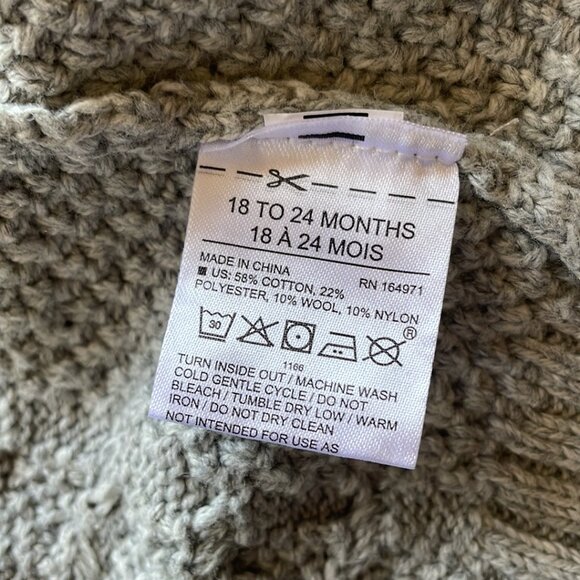 18 TO 24 MONTHS
18 À 24 MOIS
MADE IN CHINA RN 164971
US: 58% COTTON, 22%
POLYESTER, 10% WOOL, 10% NYLON
30 ®
1166
TURN INSIDE OUT / MACHINE WASH
COLD GENTLE CYCLE / DO NOT
BLEACH / TUMBLE DRY LOW / WARM
IRON / DO NOT DRY CLEAN
NOT INTENDED FOR USE AS